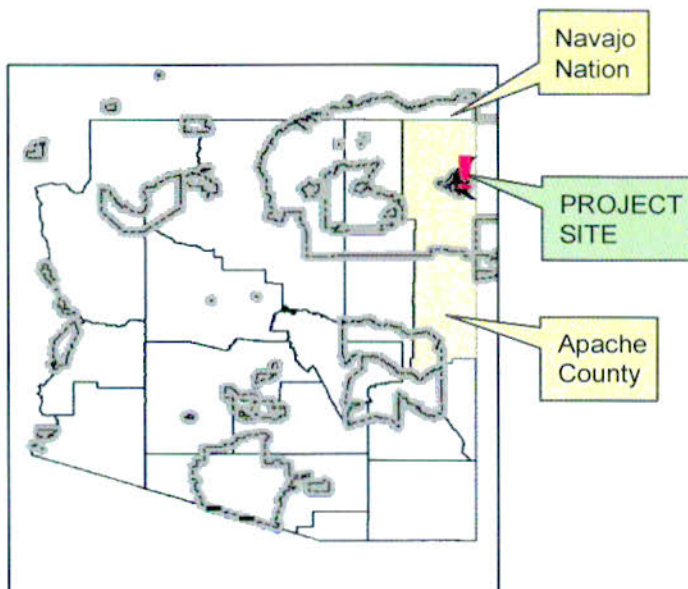 Navajo
Nation
PROJECT
SITE
Apache
County